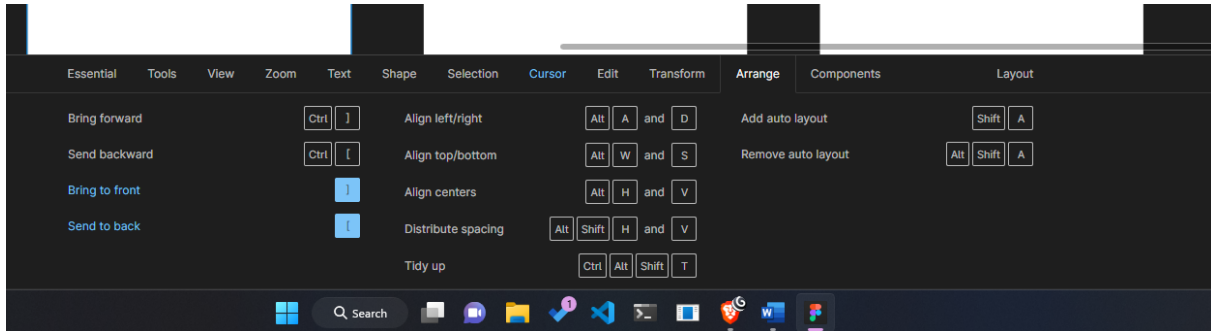 Essential Tools View Zoom Text Shape Selection Cursor Edit Transform Arrange Components Layout
Bring forward Ctrl ]
Send backward Ctrl [
Bring to front ]
Send to back [
Align left/right Alt A and D
Align top/bottom Alt W and S
Align centers Alt H and V
Distribute spacing Alt Shift H and V
Tidy up Ctrl Alt Shift T
Add auto layout Shift A
Remove auto layout Alt Shift A
Search
1